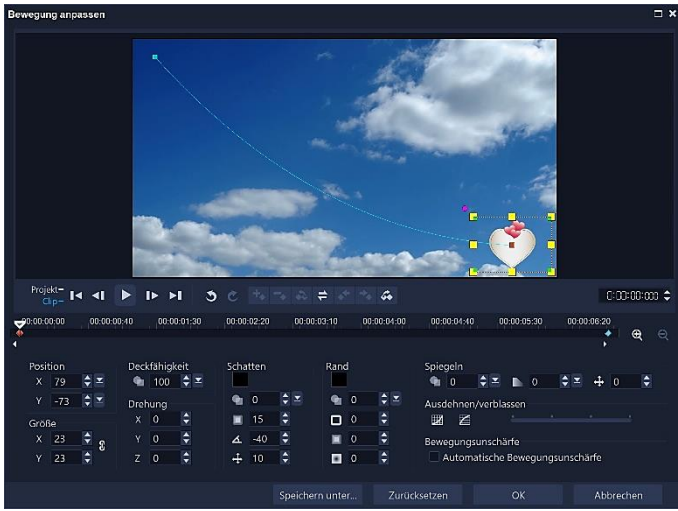 Bewegung anpassen
Projekt
Clip
0:00:00:000
00:00:00:00 00:00:00:40 00:00:01:30 00:00:02:20 00:00:03:10 00:00:04:00 00:00:04:40 00:00:05:30 00:00:06:20
Position Deckfähigkeit Schatten Rand Spiegeln
X 79 100 0 0 0
Y -73 Drehung 0 0 Ausdehnen/verblassen
Größe X 0 15 0
X 23 Y 0 -40 0 Bewegungsunschärfe
Y 23 Z 0 10 0 Automatische Bewegungsunschärfe
Speichern unter... Zurücksetzen OK Abbrechen